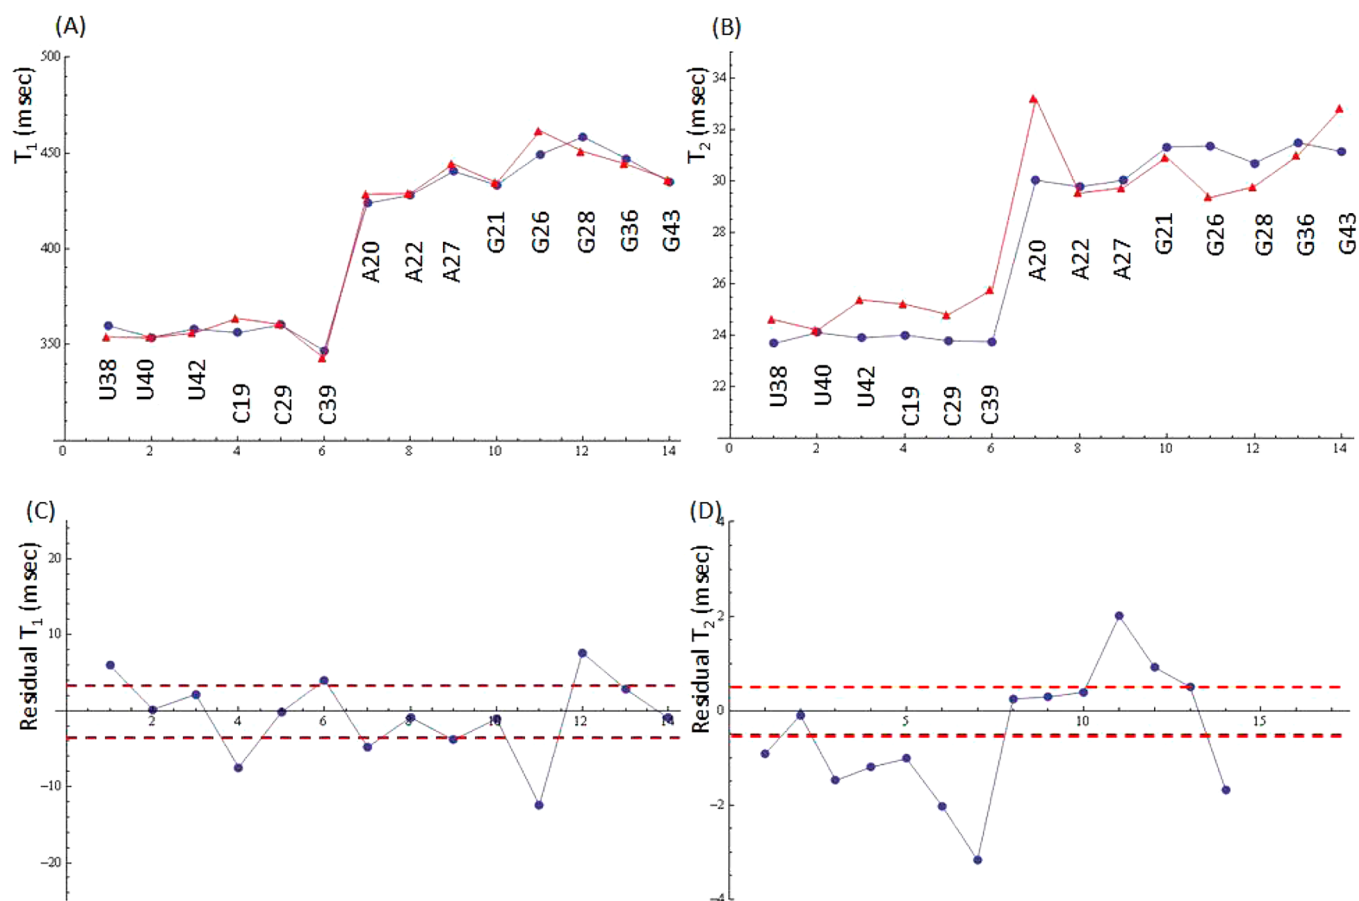 (A)
T1 (msec)
500
450
400
350
U38 U40 U42 C19 C29 C39 A20 A22 A27 G21 G26 G28 G36 G43
0 2 4 6 8 10 12 14
(B)
T2 (msec)
34
32
30
28
26
24
22
U38 U40 U42 C19 C29 C39 A20 A22 A27 G21 G26 G28 G36 G43
0 2 4 6 8 10 12 14
(C)
Residual T1 (msec)
20
10
0
-10
-20
2 4 6 8 10 12 14
(D)
Residual T2 (msec)
4
2
0
-2
-4
5 10 15